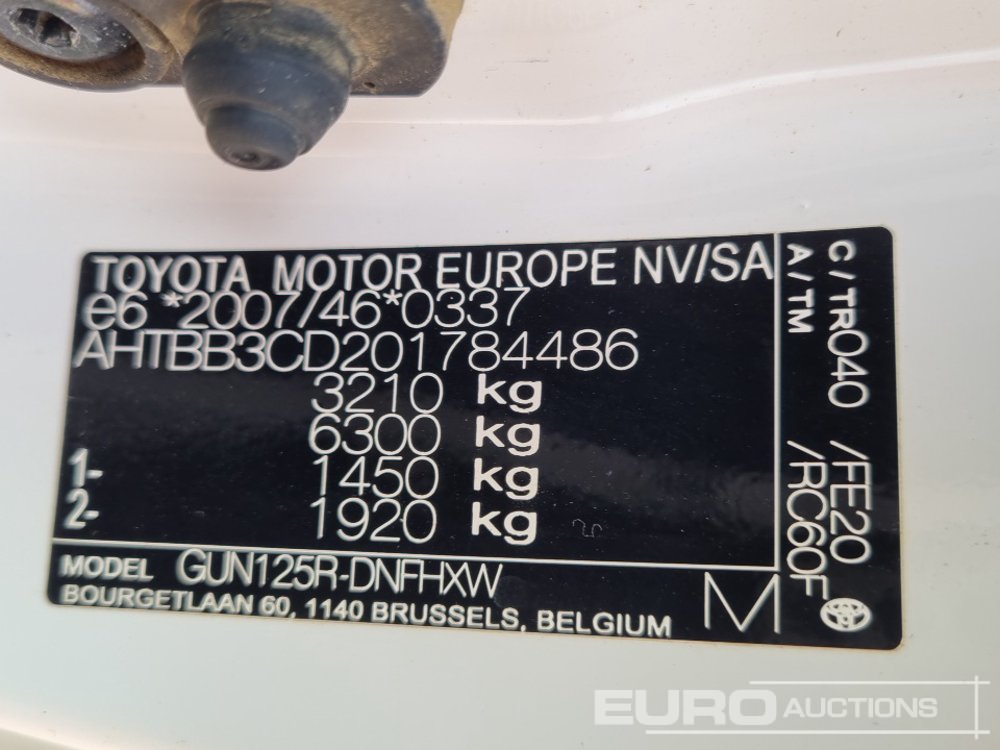 TOYOTA MOTOR EUROPE NV/SA
e6 *2007/46*0337
AHTBB3CD201784486
3210 kg
6300 kg
1- 1450 kg
2- 1920 kg
MODEL GUN125R-DNFHXW
BOURGETLAAN 60, 1140 BRUSSELS, BELGIUM
M
C/TR040 /FE20
A/TM /RC60F
EURO AUCTIONS